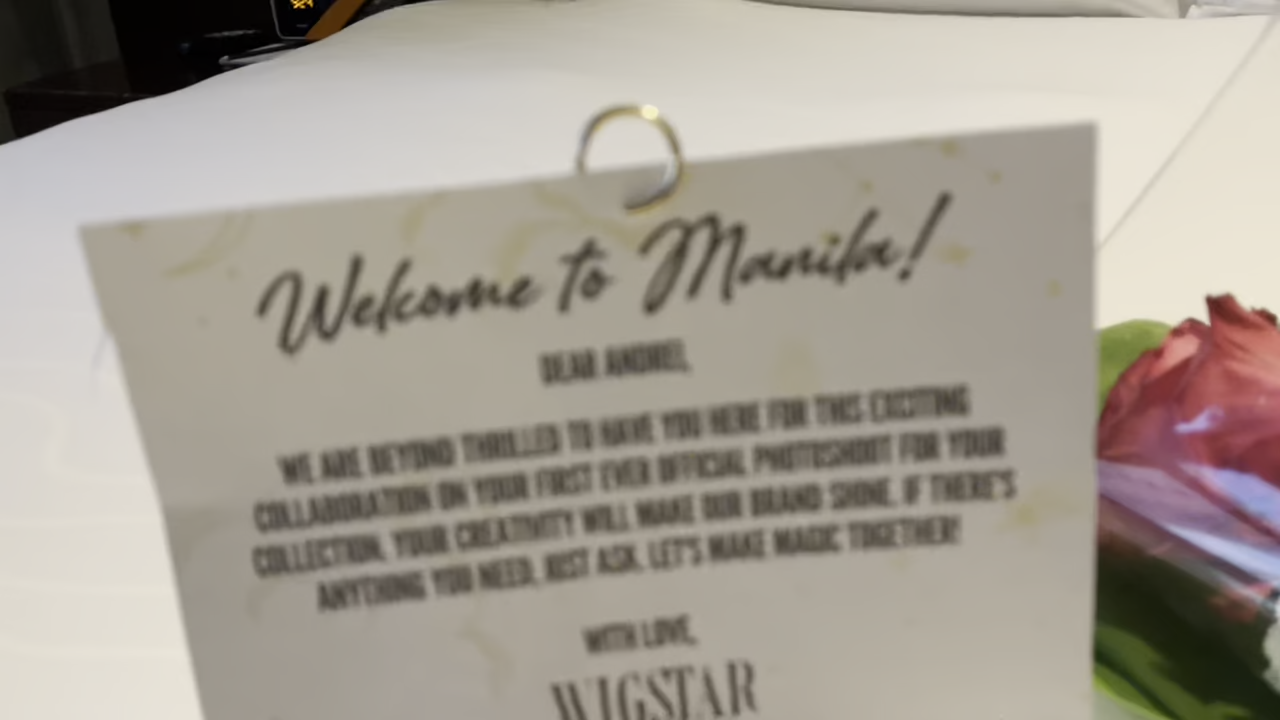 Welcome to Manila!
DEAR ANDREI,
WE ARE BEYOND THRILLED TO HAVE YOU HERE FOR THIS EXCITING
COLLABORATION ON YOUR FIRST EVER OFFICIAL PHOTOSHOOT FOR YOUR
COLLECTION. YOUR CREATIVITY WILL MAKE OUR BRAND SHINE. IF THERE'S
ANYTHING YOU NEED, JUST ASK. LET'S MAKE MAGIC TOGETHER!
WITH LOVE,
WIGSTAR